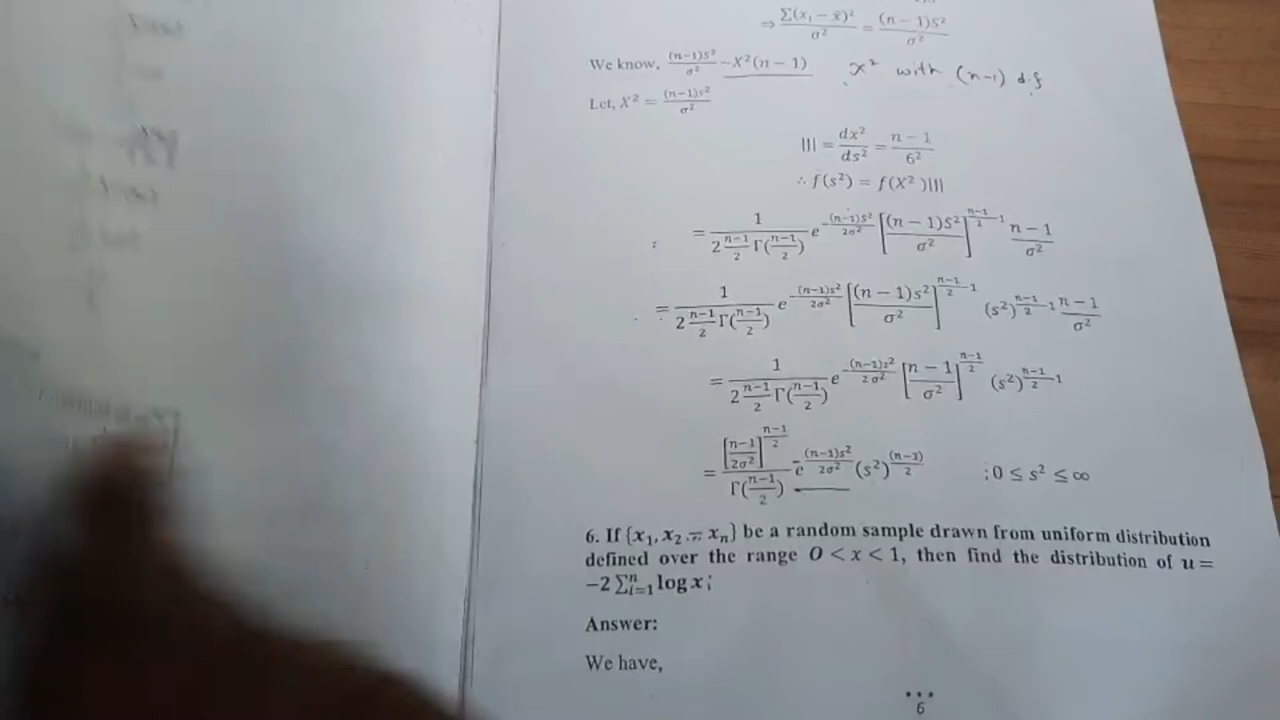 ⇒ Σ(xᵢ − x̄)²/σ² = (n − 1)S²/σ²
We know, (n−1)S²/σ² ~X²(n − 1) x² with (n-1) d.f
Let, X² = (n−1)s²/σ²
|J| = dx²/ds² = n − 1/6²
∴ f(s²) = f(X² )|J|
= 1/2 n−1/2 Γ(n−1/2) e^−(n−1)S²/2σ² [(n − 1)S²/σ²]^n−1/2 −1 n − 1/σ²
= 1/2 n−1/2 Γ(n−1/2) e^−(n−1)s²/2σ² [(n − 1)s²/σ²]^n−1/2 −1 (s²)^n−1/2 −1 n − 1/σ²
= 1/2 n−1/2 Γ(n−1/2) e^−(n−1)s²/2σ² [n − 1/σ²]^n−1/2 (s²)^n−1/2 −1
= [n−1/2σ²]^n−1/2 / Γ(n−1/2) e^−(n−1)s²/2σ² (s²)^(n−3)/2 ;0 ≤ s² ≤ ∞
6. If {x₁, x₂ … xₙ} be a random sample drawn from uniform distribution
defined over the range O < x < 1, then find the distribution of u =
−2 Σⁿᵢ₌₁ log xᵢ
Answer:
We have,
6